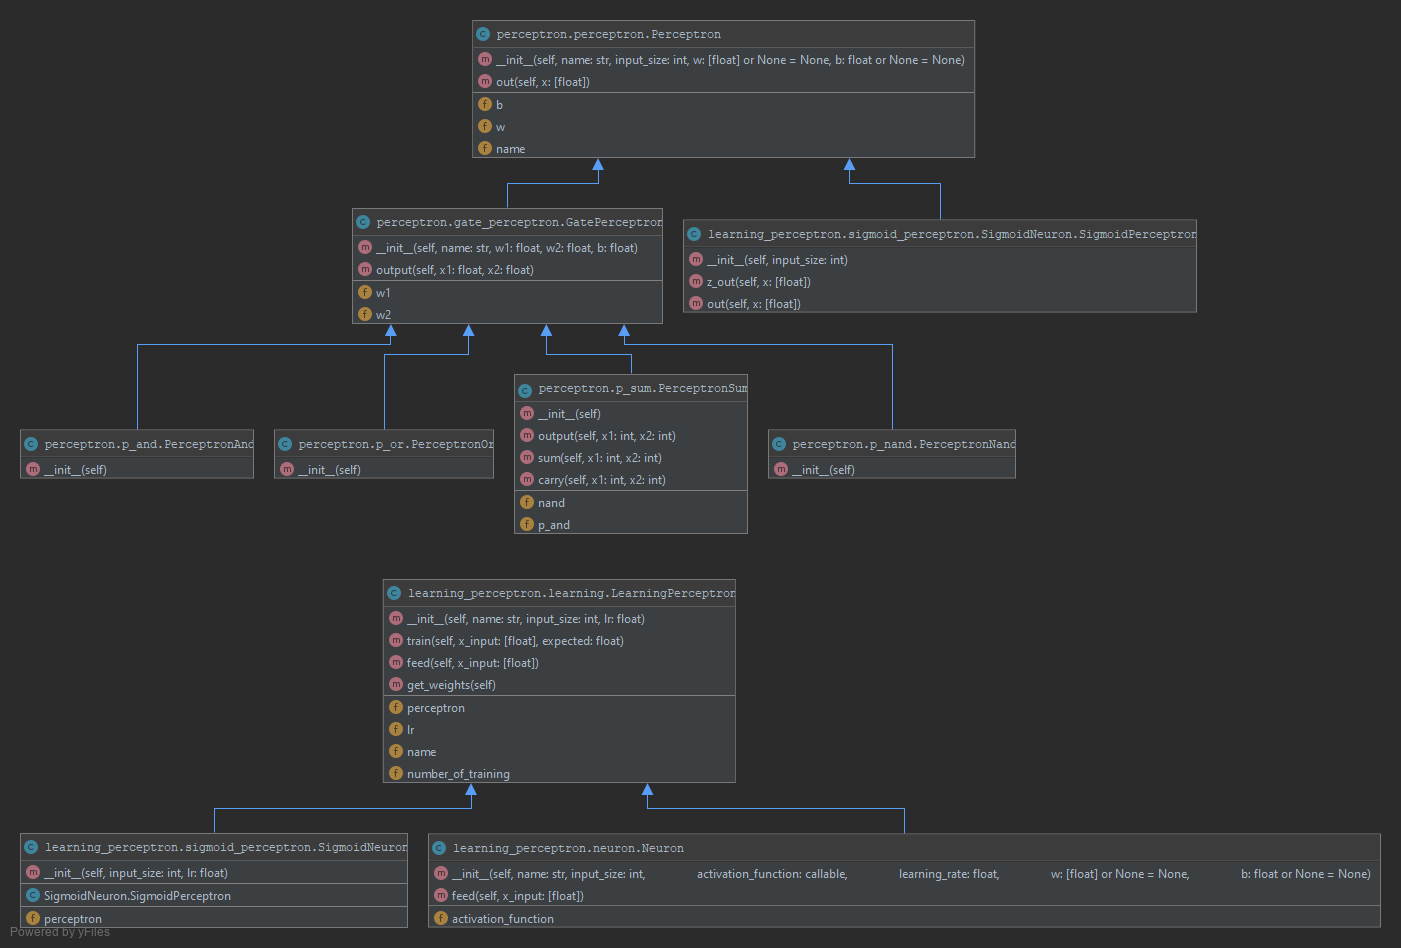 perceptron.perceptron.Perceptron
__init__(self, name: str, input_size: int, w: [float] or None = None, b: float or None = None)
out(self, x: [float])
b
w
name
perceptron.gate_perceptron.GatePerceptron
__init__(self, name: str, w1: float, w2: float, b: float)
output(self, x1: float, x2: float)
w1
w2
learning_perceptron.sigmoid_perceptron.SigmoidNeuron.SigmoidPerceptron
__init__(self, input_size: int)
z_out(self, x: [float])
out(self, x: [float])
perceptron.p_and.PerceptronAnd
__init__(self)
perceptron.p_or.PerceptronOr
__init__(self)
perceptron.p_sum.PerceptronSum
__init__(self)
output(self, x1: int, x2: int)
sum(self, x1: int, x2: int)
carry(self, x1: int, x2: int)
nand
p_and
perceptron.p_nand.PerceptronNand
__init__(self)
learning_perceptron.learning.LearningPerceptron
__init__(self, name: str, input_size: int, lr: float)
train(self, x_input: [float], expected: float)
feed(self, x_input: [float])
get_weights(self)
perceptron
lr
name
number_of_training
learning_perceptron.sigmoid_perceptron.SigmoidNeuron
__init__(self, input_size: int, lr: float)
SigmoidNeuron.SigmoidPerceptron
perceptron
learning_perceptron.neuron.Neuron
__init__(self, name: str, input_size: int, activation_function: callable, learning_rate: float, w: [float] or None = None, b: float or None = None)
feed(self, x_input: [float])
activation_function
Powered by yFiles